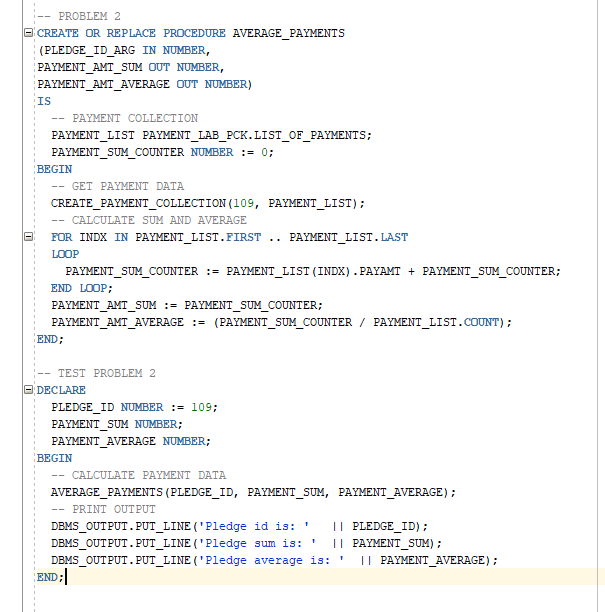 -- PROBLEM 2
CREATE OR REPLACE PROCEDURE AVERAGE_PAYMENTS
(PLEDGE_ID_ARG IN NUMBER,
PAYMENT_AMT_SUM OUT NUMBER,
PAYMENT_AMT_AVERAGE OUT NUMBER)
IS
  -- PAYMENT COLLECTION
  PAYMENT_LIST PAYMENT_LAB_PCK.LIST_OF_PAYMENTS;
  PAYMENT_SUM_COUNTER NUMBER := 0;
BEGIN
  -- GET PAYMENT DATA
  CREATE_PAYMENT_COLLECTION(109, PAYMENT_LIST);
  -- CALCULATE SUM AND AVERAGE
  FOR INDX IN PAYMENT_LIST.FIRST .. PAYMENT_LIST.LAST
  LOOP
    PAYMENT_SUM_COUNTER := PAYMENT_LIST(INDX).PAYAMT + PAYMENT_SUM_COUNTER;
  END LOOP;
  PAYMENT_AMT_SUM := PAYMENT_SUM_COUNTER;
  PAYMENT_AMT_AVERAGE := (PAYMENT_SUM_COUNTER / PAYMENT_LIST.COUNT);
END;

-- TEST PROBLEM 2
DECLARE
  PLEDGE_ID NUMBER := 109;
  PAYMENT_SUM NUMBER;
  PAYMENT_AVERAGE NUMBER;
BEGIN
  -- CALCULATE PAYMENT DATA
  AVERAGE_PAYMENTS(PLEDGE_ID, PAYMENT_SUM, PAYMENT_AVERAGE);
  -- PRINT OUTPUT
  DBMS_OUTPUT.PUT_LINE('Pledge id is: '   || PLEDGE_ID);
  DBMS_OUTPUT.PUT_LINE('Pledge sum is: '  || PAYMENT_SUM);
  DBMS_OUTPUT.PUT_LINE('Pledge average is: '  || PAYMENT_AVERAGE);
END;